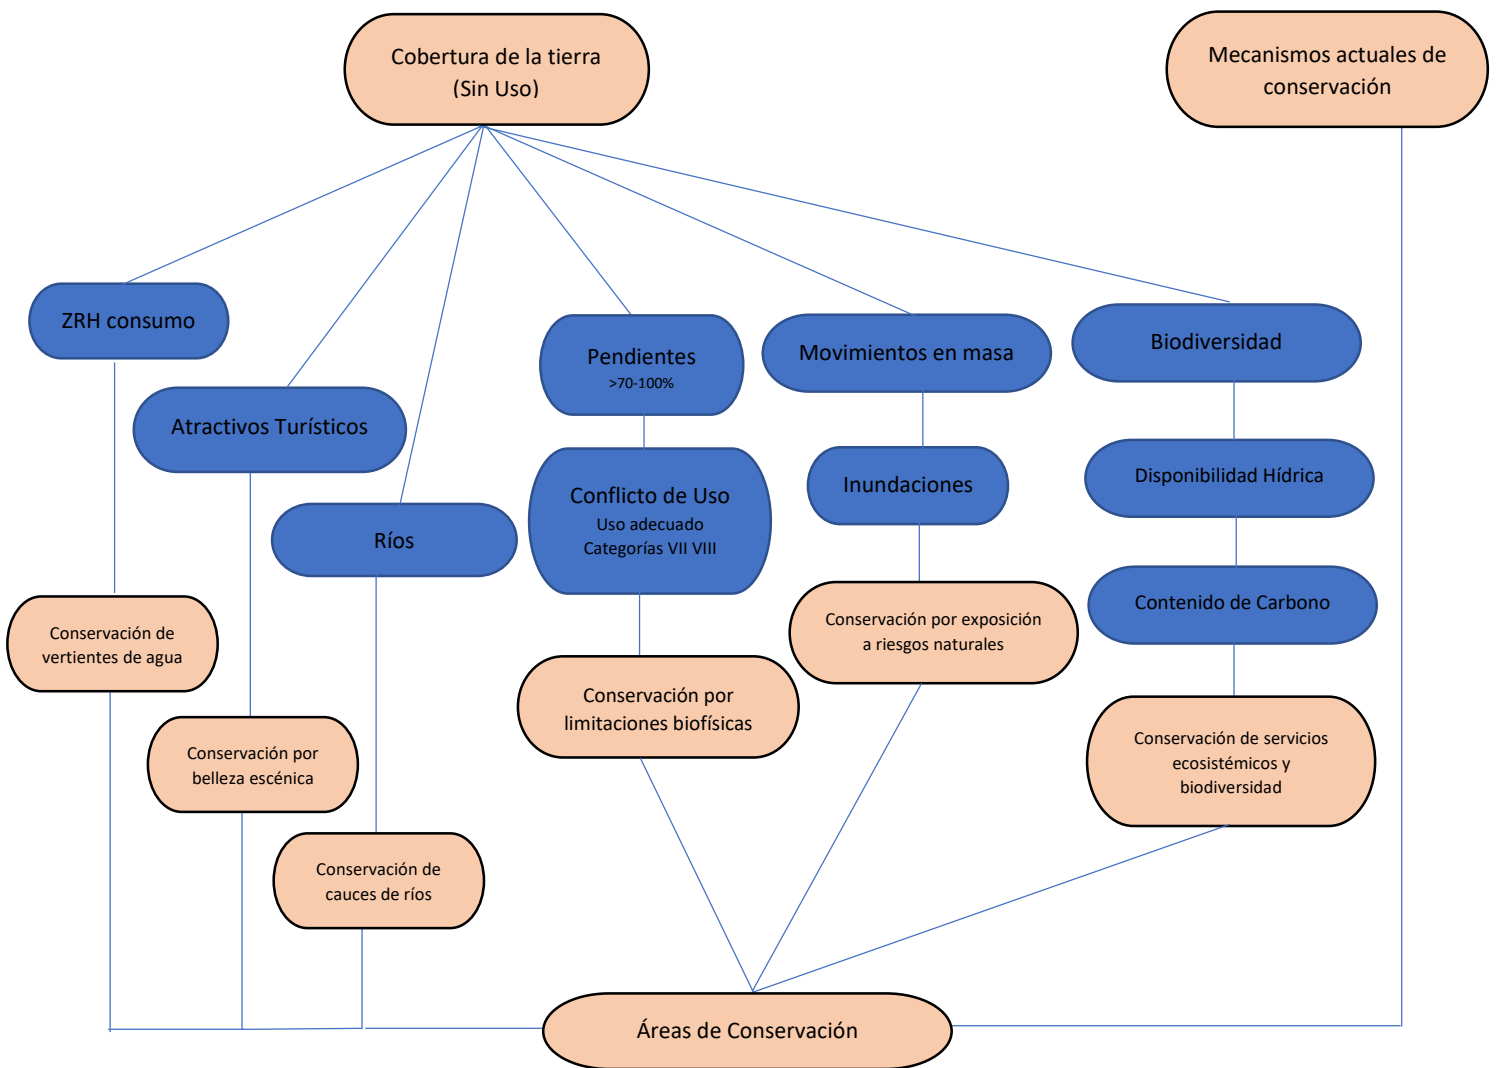 Cobertura de la tierra
(Sin Uso)
Mecanismos actuales de
conservación
ZRH consumo
Atractivos Turísticos
Ríos
Pendientes
>70-100%
Movimientos en masa
Biodiversidad
Conflicto de Uso
Uso adecuado
Categorías VII VIII
Inundaciones
Disponibilidad Hídrica
Contenido de Carbono
Conservación de
vertientes de agua
Conservación por
belleza escénica
Conservación de
cauces de ríos
Conservación por
limitaciones biofísicas
Conservación por exposición
a riesgos naturales
Conservación de servicios
ecosistémicos y
biodiversidad
Áreas de Conservación